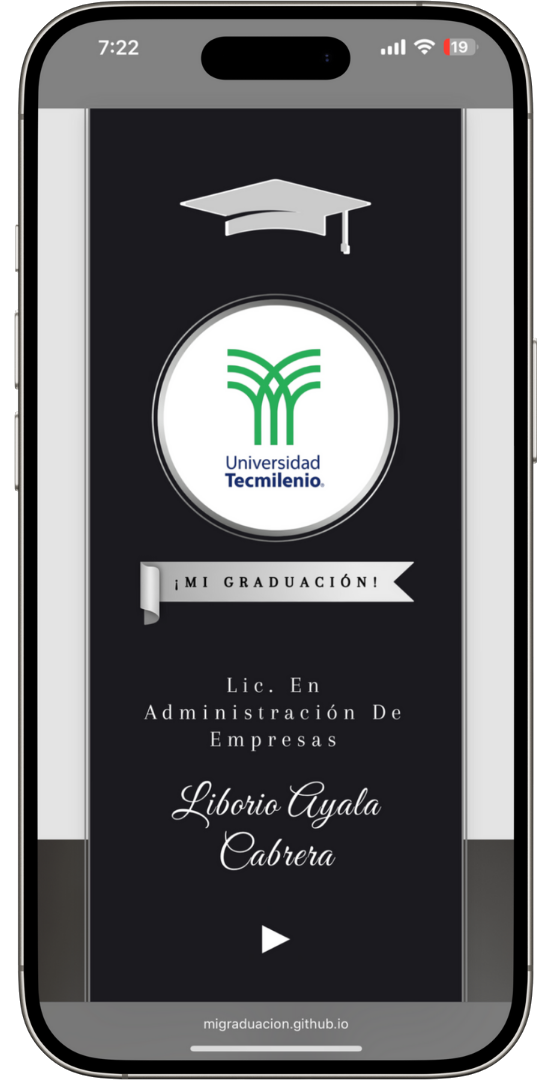 7:22
19
Universidad
Tecmilenio.
¡MI GRADUACIÓN!
Lic. En
Administración De
Empresas
Liborio Ayala
Cabrera
migraduacion.github.io